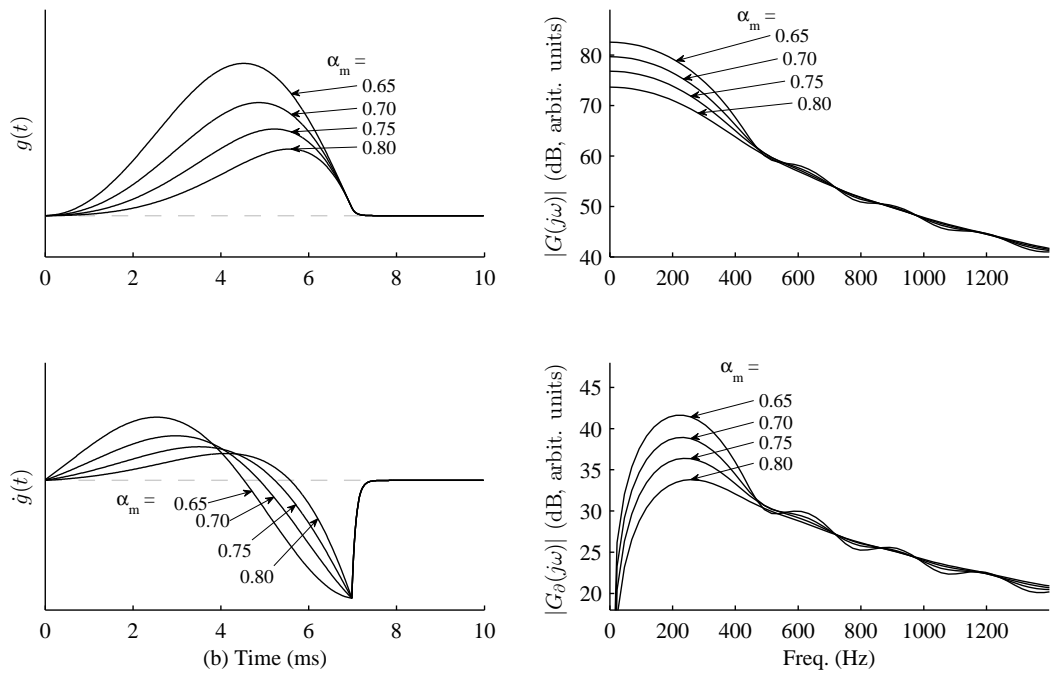 g(t)
α_m =
0.65
0.70
0.75
0.80
0 2 4 6 8 10
|G(jω)| (dB, arbit. units)
80
70
60
50
40
α_m =
0.65
0.70
0.75
0.80
0 200 400 600 800 1000 1200
ġ(t)
α_m =
0.65
0.70
0.75
0.80
0 2 4 6 8 10
(b) Time (ms)
|G_∂(jω)| (dB, arbit. units)
45
40
35
30
25
20
α_m =
0.65
0.70
0.75
0.80
0 200 400 600 800 1000 1200
Freq. (Hz)